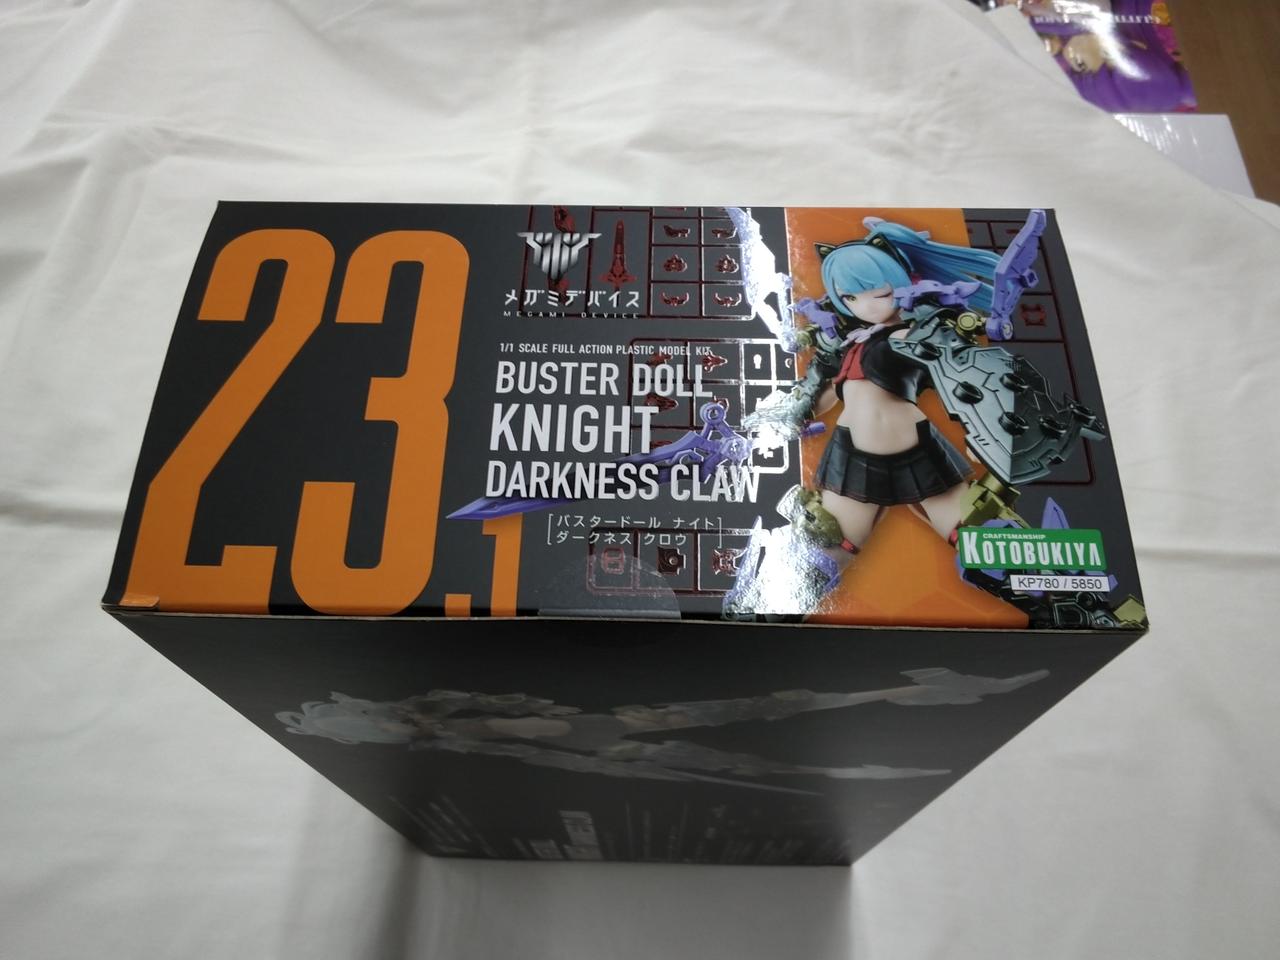 23.1
メガミデバイス
MEGAMI DEVICE
1/1 SCALE FULL ACTION PLASTIC MODEL KIT
BUSTER DOLL
KNIGHT
DARKNESS CLAW
[バスタードール ナイト
ダークネス クロウ]
CRAFTSMANSHIP
KOTOBUKIYA
KP780 / 5850